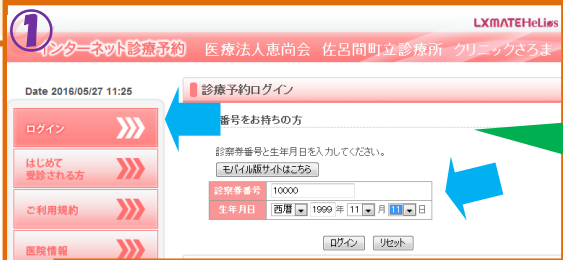 ①
LXMATEHeLios
インターネット診療予約 医療法人恵尚会 佐呂間町立診療所 クリニックさろま
Date 2016/05/27 11:25
診療予約ログイン
ログイン
番号をお持ちの方
診察券番号と生年月日を入力してください。
はじめて
受診される方
モバイル版サイトはこちら
診察券番号 10000
生年月日 西暦 1999 年 11 月 11 日
ご利用規約
ログイン リセット
医院情報